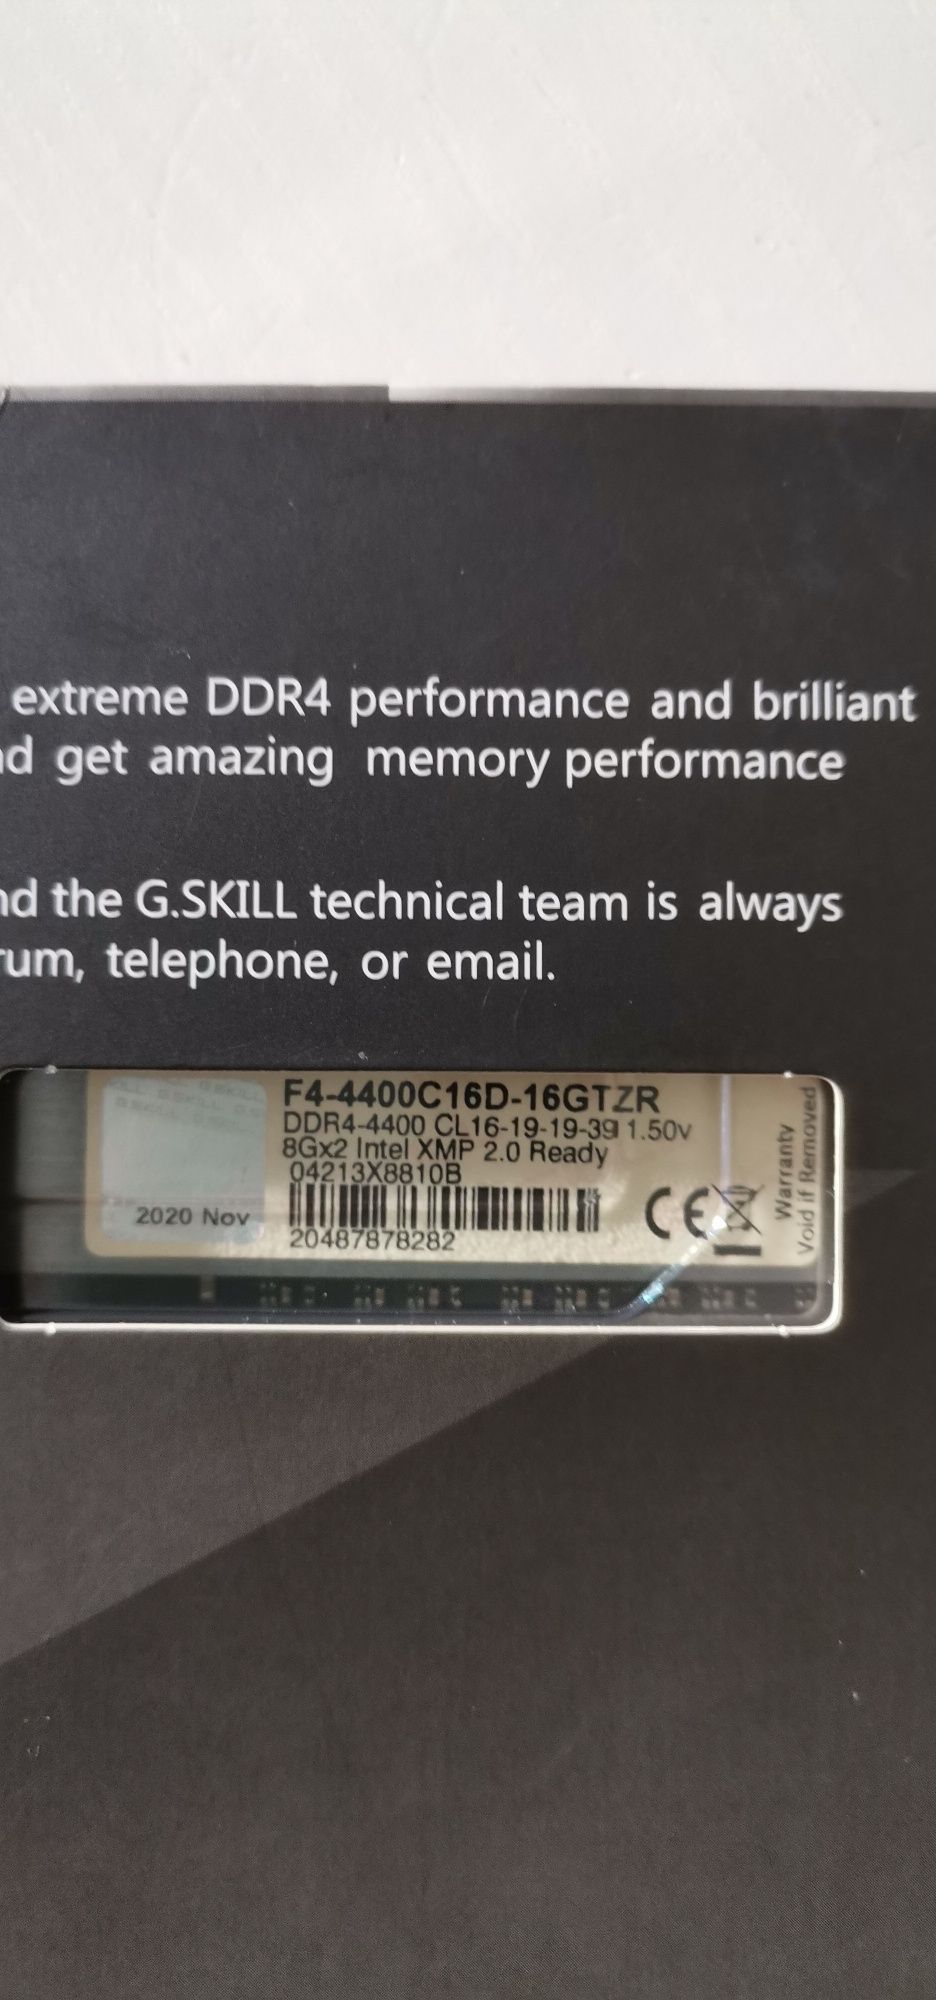 extreme DDR4 performance and brilliant
get amazing memory performance
the G.SKILL technical team is always
telephone, or email.
F4-4400C16D-16GTZR
DDR4-4400 CL16-19-19-39 1.50v
8Gx2 Intel XMP 2.0 Ready
04213X8810B
2020 Nov
20487878282
CE
Warranty
Void if Removed